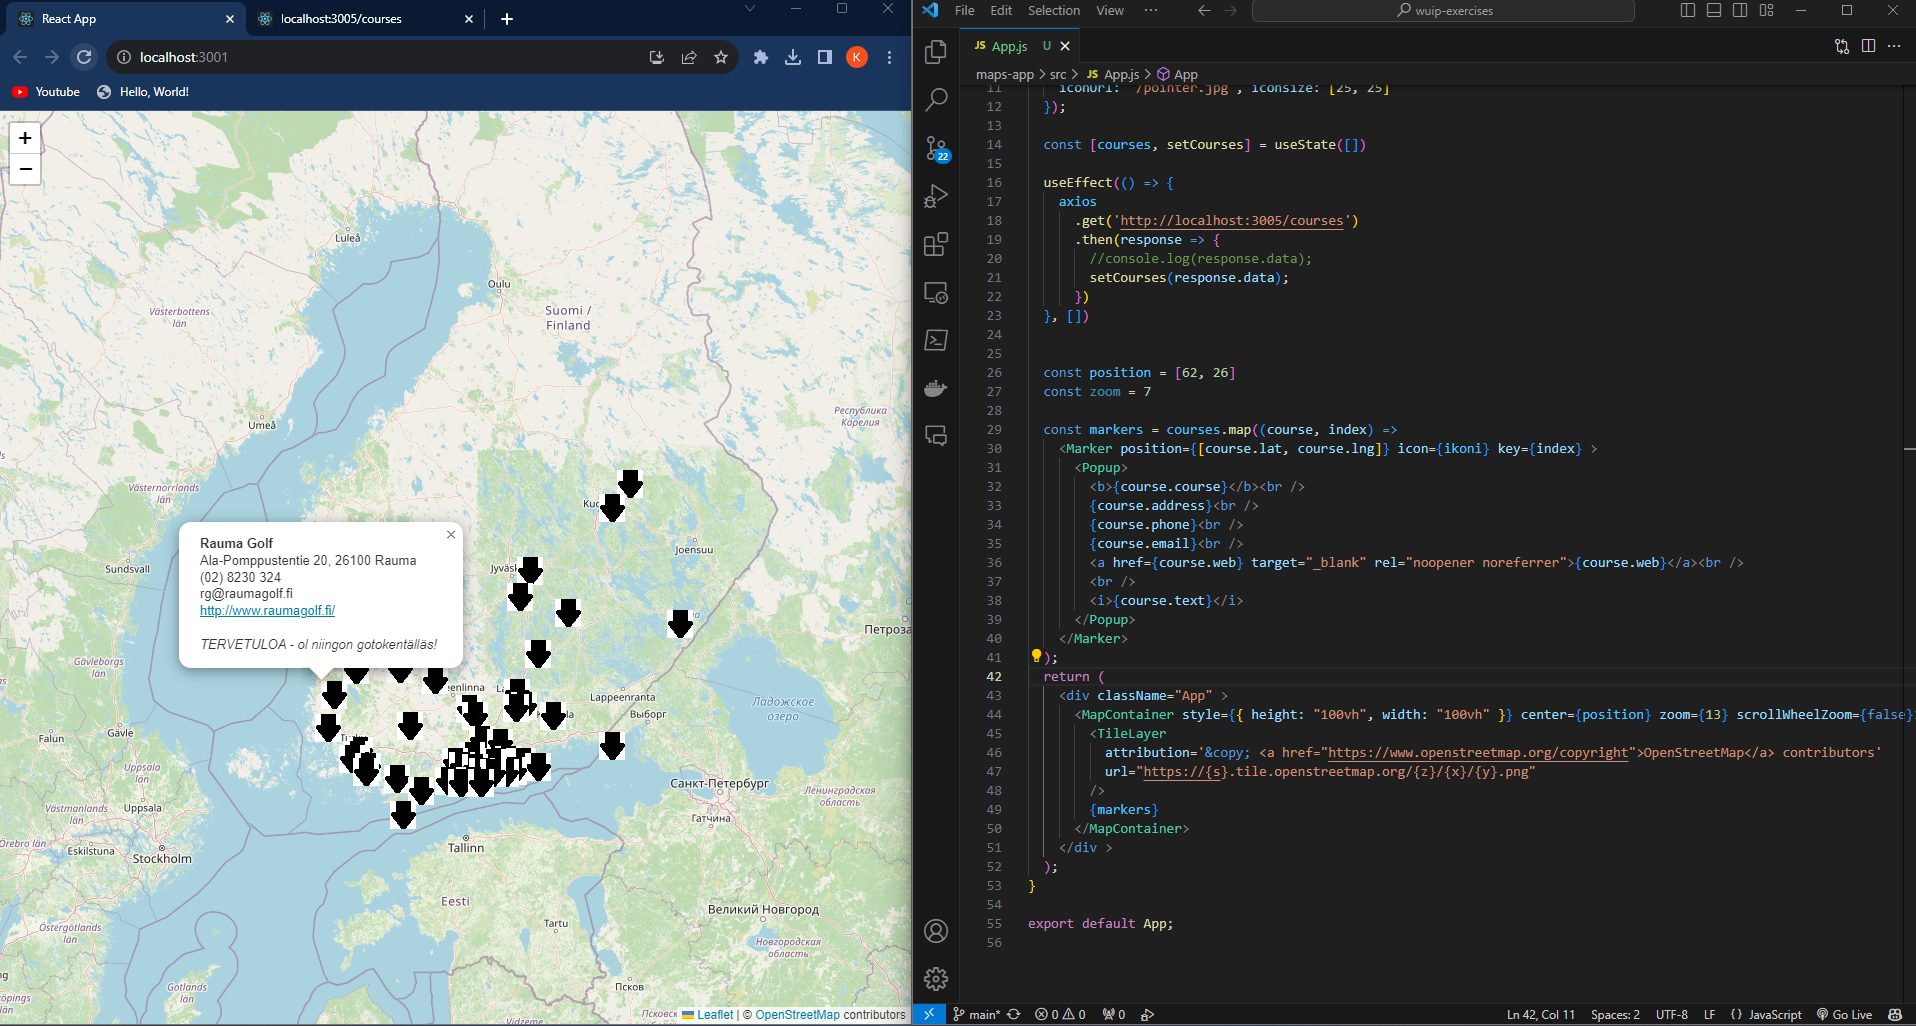 React App
localhost:3005/courses
localhost:3001
K
Youtube
Hello, World!
+
−
Luleå
Oulu
Västerbottens
län
Suomi /
Finland
Umeå
Республика
Карелия
Västernorrlands
län
Joensuu
Sundsvall
Rauma Golf
Ala-Pomppustentie 20, 26100 Rauma
(02) 8230 324
rg@raumagolf.fi
http://www.raumagolf.fi/
TERVETULOA - ol niingon gotokentälläs!
Gävleborgs
län
Lappeenranta
Выборг
Ладожское
озеро
Falun
Gävle
Uppsala
län
Uppsala
Västmanlands
län
Örebro län
Eskilstuna
Stockholm
Санкт-Петербург
Гатчина
Ленинградская
область
Tallinn
Eesti
Tartu
Östergötlands
län
Великий Новгород
Новгородская
область
Gotlands
län
Псков
Vidzeme
Leaflet | © OpenStreetMap contributors
File Edit Selection View ···
wuip-exercises
JS App.js U
maps-app > src > JS App.js > App
22
11 iconUrl: '/pointer.jpg', iconSize: [25, 25]
12 });
13
14 const [courses, setCourses] = useState([])
15
16 useEffect(() => {
17 axios
18 .get('http://localhost:3005/courses')
19 .then(response => {
20 //console.log(response.data);
21 setCourses(response.data);
22 })
23 }, [])
24
25
26 const position = [62, 26]
27 const zoom = 7
28
29 const markers = courses.map((course, index) =>
30 <Marker position={[course.lat, course.lng]} icon={ikoni} key={index} >
31 <Popup>
32 <b>{course.course}</b><br />
33 {course.address}<br />
34 {course.phone}<br />
35 {course.email}<br />
36 <a href={course.web} target="_blank" rel="noopener noreferrer">{course.web}</a><br />
37 <br />
38 <i>{course.text}</i>
39 </Popup>
40 </Marker>
41 );
42 return (
43 <div className="App" >
44 <MapContainer style={{ height: "100vh", width: "100vh" }} center={position} zoom={13} scrollWheelZoom={false}>
45 <TileLayer
46 attribution='&copy; <a href="https://www.openstreetmap.org/copyright">OpenStreetMap</a> contributors'
47 url="https://{s}.tile.openstreetmap.org/{z}/{x}/{y}.png"
48 />
49 {markers}
50 </MapContainer>
51 </div >
52 );
53 }
54
55 export default App;
56
main* 0 0 0
Ln 42, Col 11 Spaces: 2 UTF-8 LF {} JavaScript Go Live